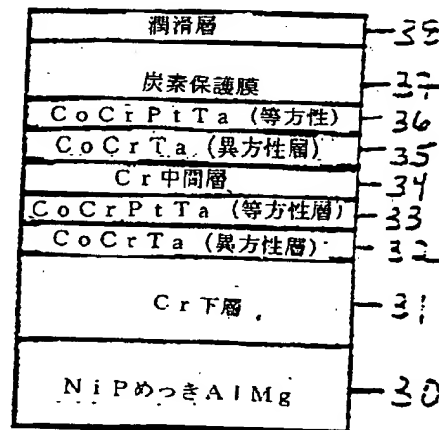 潤滑層
38
炭素保護膜
37
CoCrPtTa (等方性)
36
CoCrTa (異方性層)
35
Cr中間層
34
CoCrPtTa (等方性層)
33
CoCrTa (異方性層)
32
Cr下層
31
NiPめっきAlMg
30